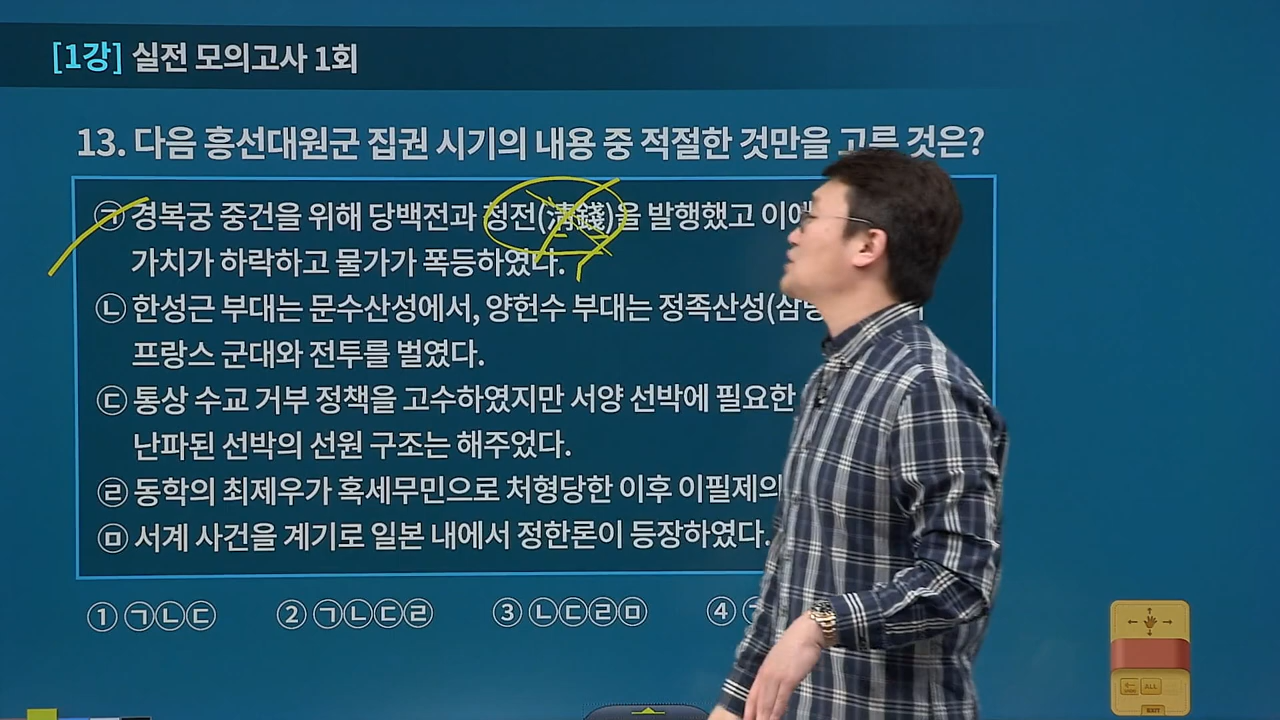 [1강] 실전 모의고사 1회
13. 다음 흥선대원군 집권 시기의 내용 중 적절한 것만을 고른 것은?
㉠ 경복궁 중건을 위해 당백전과 청전(淸錢)을 발행했고
가치가 하락하고 물가가 폭등하였다.
㉡ 한성근 부대는 문수산성에서, 양헌수 부대는 정족산성
프랑스 군대와 전투를 벌였다.
㉢ 통상 수교 거부 정책을 고수하였지만 서양 선박에 필요한
난파된 선박의 선원 구조는 해주었다.
㉣ 동학의 최제우가 혹세무민으로 처형당한 이후 이필제의
㉤ 서계 사건을 계기로 일본 내에서 정한론이 등장하였다.
① ㉠㉡㉢ ② ㉠㉡㉢㉣ ③ ㉡㉢㉣㉤ ④
ALL
EXIT